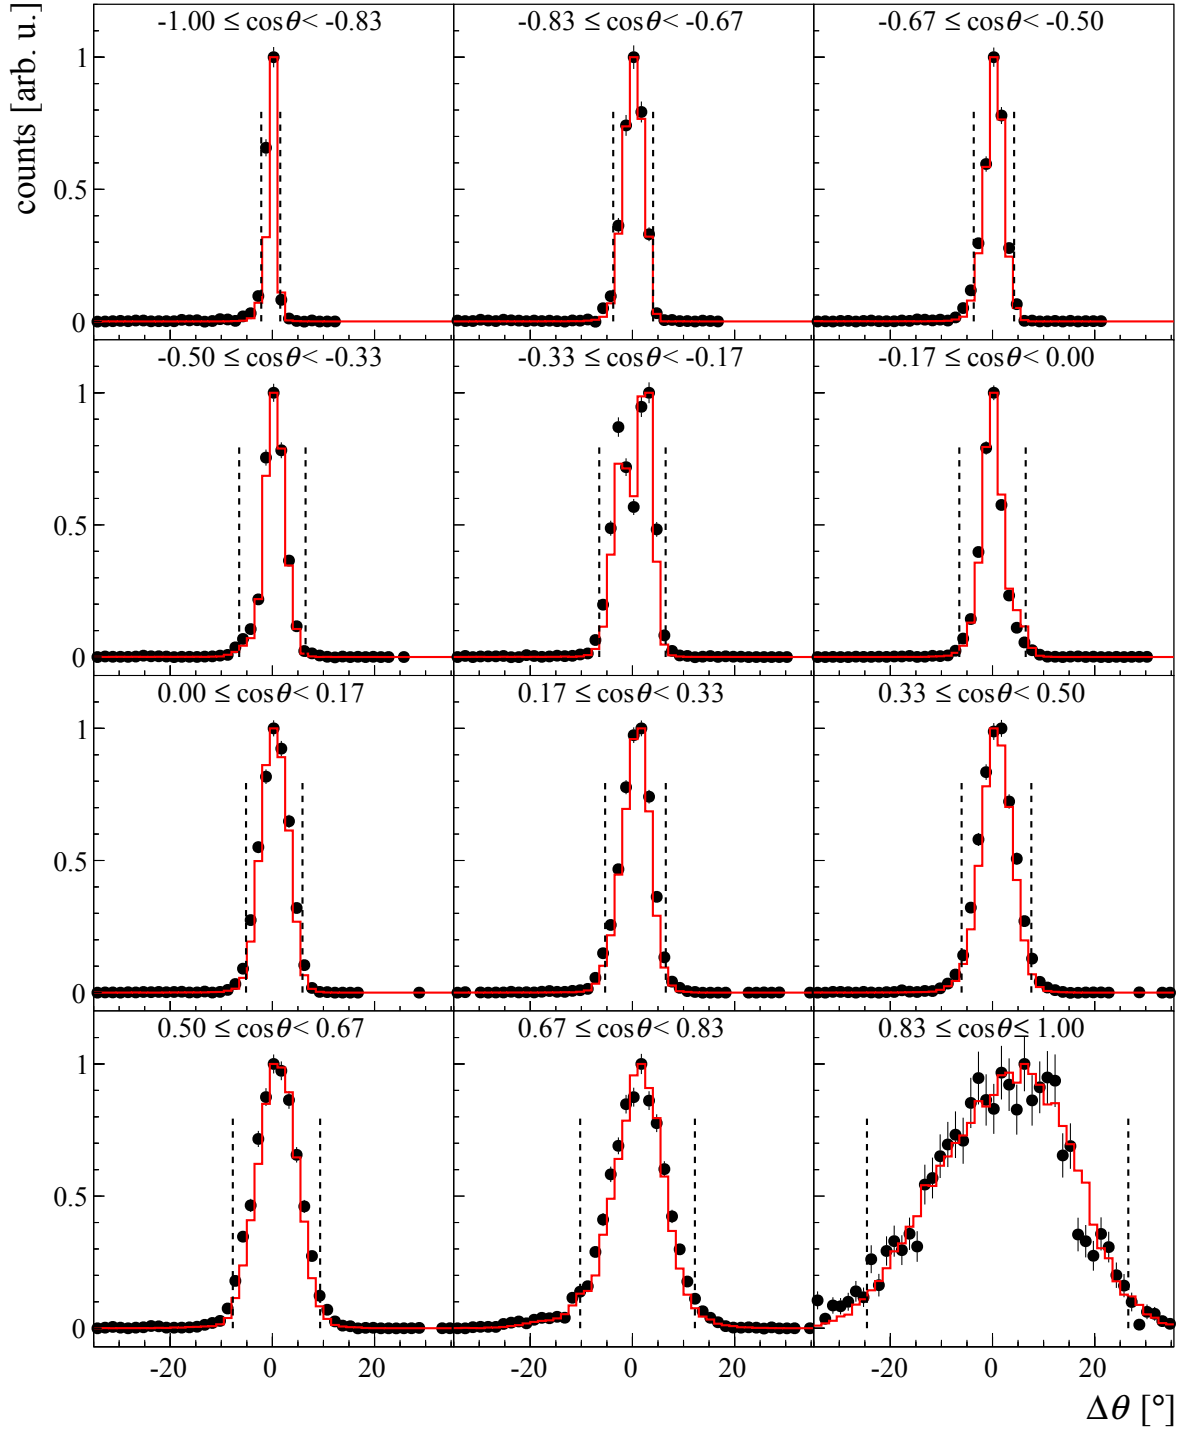 counts [arb. u.]
-1.00 ≤ cosθ< -0.83
-0.83 ≤ cosθ< -0.67
-0.67 ≤ cosθ< -0.50
1
0.5
0
-0.50 ≤ cosθ< -0.33
-0.33 ≤ cosθ< -0.17
-0.17 ≤ cosθ< 0.00
1
0.5
0
0.00 ≤ cosθ< 0.17
0.17 ≤ cosθ< 0.33
0.33 ≤ cosθ< 0.50
1
0.5
0
0.50 ≤ cosθ< 0.67
0.67 ≤ cosθ< 0.83
0.83 ≤ cosθ≤ 1.00
1
0.5
0
-20 0 20 -20 0 20 -20 0 20
Δθ [°]